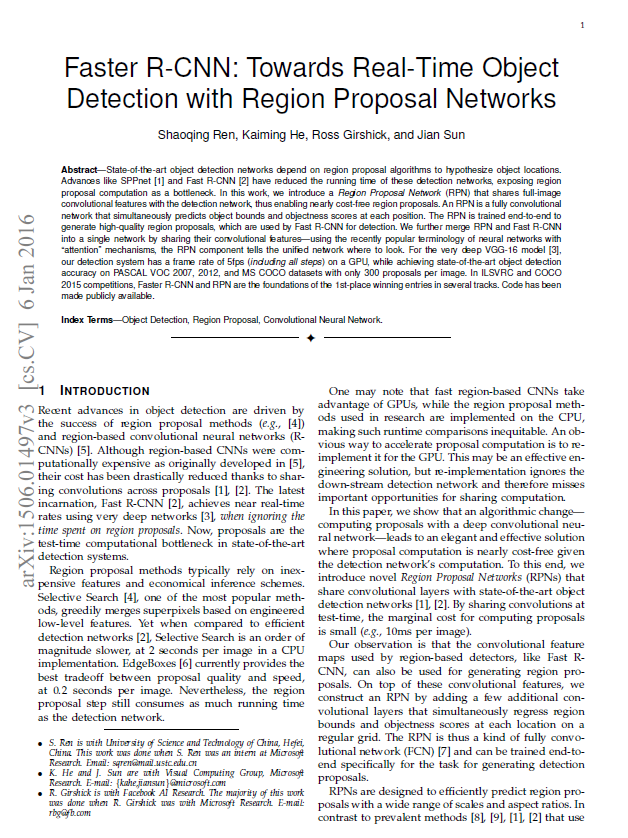 1
Faster R-CNN: Towards Real-Time Object
Detection with Region Proposal Networks
Shaoqing Ren, Kaiming He, Ross Girshick, and Jian Sun
Abstract—State-of-the-art object detection networks depend on region proposal algorithms to hypothesize object locations.
Advances like SPPnet [1] and Fast R-CNN [2] have reduced the running time of these detection networks, exposing region
proposal computation as a bottleneck. In this work, we introduce a Region Proposal Network (RPN) that shares full-image
convolutional features with the detection network, thus enabling nearly cost-free region proposals. An RPN is a fully convolutional
network that simultaneously predicts object bounds and objectness scores at each position. The RPN is trained end-to-end to
generate high-quality region proposals, which are used by Fast R-CNN for detection. We further merge RPN and Fast R-CNN
into a single network by sharing their convolutional features—using the recently popular terminology of neural networks with
“attention” mechanisms, the RPN component tells the unified network where to look. For the very deep VGG-16 model [3],
our detection system has a frame rate of 5fps (including all steps) on a GPU, while achieving state-of-the-art object detection
accuracy on PASCAL VOC 2007, 2012, and MS COCO datasets with only 300 proposals per image. In ILSVRC and COCO
2015 competitions, Faster R-CNN and RPN are the foundations of the 1st-place winning entries in several tracks. Code has been
made publicly available.
Index Terms—Object Detection, Region Proposal, Convolutional Neural Network.
arXiv:1506.01497v3 [cs.CV] 6 Jan 2016
1 INTRODUCTION
Recent advances in object detection are driven by
the success of region proposal methods (e.g., [4])
and region-based convolutional neural networks (R-
CNNs) [5]. Although region-based CNNs were com-
putationally expensive as originally developed in [5],
their cost has been drastically reduced thanks to shar-
ing convolutions across proposals [1], [2]. The latest
incarnation, Fast R-CNN [2], achieves near real-time
rates using very deep networks [3], when ignoring the
time spent on region proposals. Now, proposals are the
test-time computational bottleneck in state-of-the-art
detection systems.
Region proposal methods typically rely on inex-
pensive features and economical inference schemes.
Selective Search [4], one of the most popular meth-
ods, greedily merges superpixels based on engineered
low-level features. Yet when compared to efficient
detection networks [2], Selective Search is an order of
magnitude slower, at 2 seconds per image in a CPU
implementation. EdgeBoxes [6] currently provides the
best tradeoff between proposal quality and speed,
at 0.2 seconds per image. Nevertheless, the region
proposal step still consumes as much running time
as the detection network.
• S. Ren is with University of Science and Technology of China, Hefei,
China. This work was done when S. Ren was an intern at Microsoft
Research. Email: sqren@mail.ustc.edu.cn
• K. He and J. Sun are with Visual Computing Group, Microsoft
Research. E-mail: {kahe,jiansun}@microsoft.com
• R. Girshick is with Facebook AI Research. The majority of this work
was done when R. Girshick was with Microsoft Research. E-mail:
rbg@fb.com
One may note that fast region-based CNNs take
advantage of GPUs, while the region proposal meth-
ods used in research are implemented on the CPU,
making such runtime comparisons inequitable. An ob-
vious way to accelerate proposal computation is to re-
implement it for the GPU. This may be an effective en-
gineering solution, but re-implementation ignores the
down-stream detection network and therefore misses
important opportunities for sharing computation.
In this paper, we show that an algorithmic change—
computing proposals with a deep convolutional neu-
ral network—leads to an elegant and effective solution
where proposal computation is nearly cost-free given
the detection network's computation. To this end, we
introduce novel Region Proposal Networks (RPNs) that
share convolutional layers with state-of-the-art object
detection networks [1], [2]. By sharing convolutions at
test-time, the marginal cost for computing proposals
is small (e.g., 10ms per image).
Our observation is that the convolutional feature
maps used by region-based detectors, like Fast R-
CNN, can also be used for generating region pro-
posals. On top of these convolutional features, we
construct an RPN by adding a few additional con-
volutional layers that simultaneously regress region
bounds and objectness scores at each location on a
regular grid. The RPN is thus a kind of fully convo-
lutional network (FCN) [7] and can be trained end-to-
end specifically for the task for generating detection
proposals.
RPNs are designed to efficiently predict region pro-
posals with a wide range of scales and aspect ratios. In
contrast to prevalent methods [8], [9], [1], [2] that use